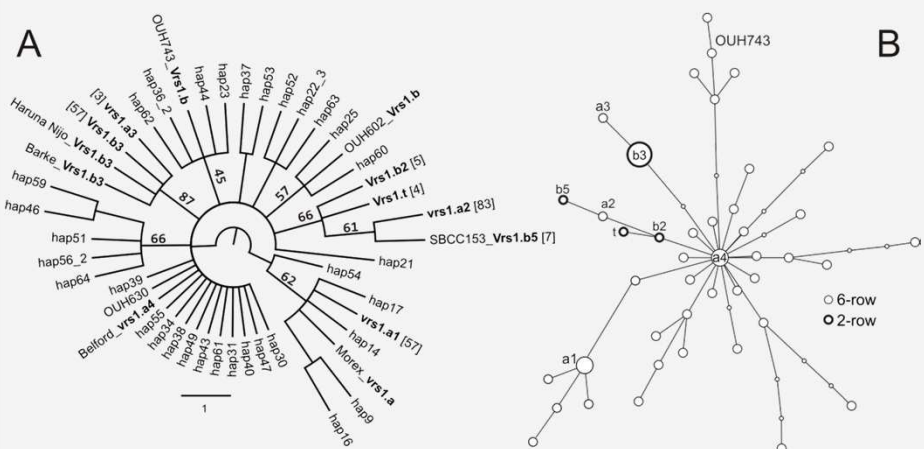 A
OUH743_Vrs1.b
hap36_2
hap62
[3] vrs1.a3
[57] Vrs1.b3
Haruna Nijo_Vrs1.b3
Barke_Vrs1.b3
hap59
hap46
hap51
hap56_2
hap64
hap39
OUH630
Belford_vrs1.a4
hap55
hap34
hap38
hap49
hap43
hap61
hap31
hap40
hap47
hap30
hap44
hap23
hap37
hap53
hap52
hap22_3
hap63
hap25
OUH602_Vrs1.b
hap60
Vrs1.b2 [5]
Vrs1.t [4]
vrs1.a2 [83]
SBCC153_Vrs1.b5 [7]
hap21
hap54
hap17
vrs1.a1 [57]
hap14
Morex_vrs1.a
hap9
hap16
45
87
66
57
66
61
62
1
B
OUH743
a3
b3
b5
a2
t
b2
a4
a1
6-row
2-row